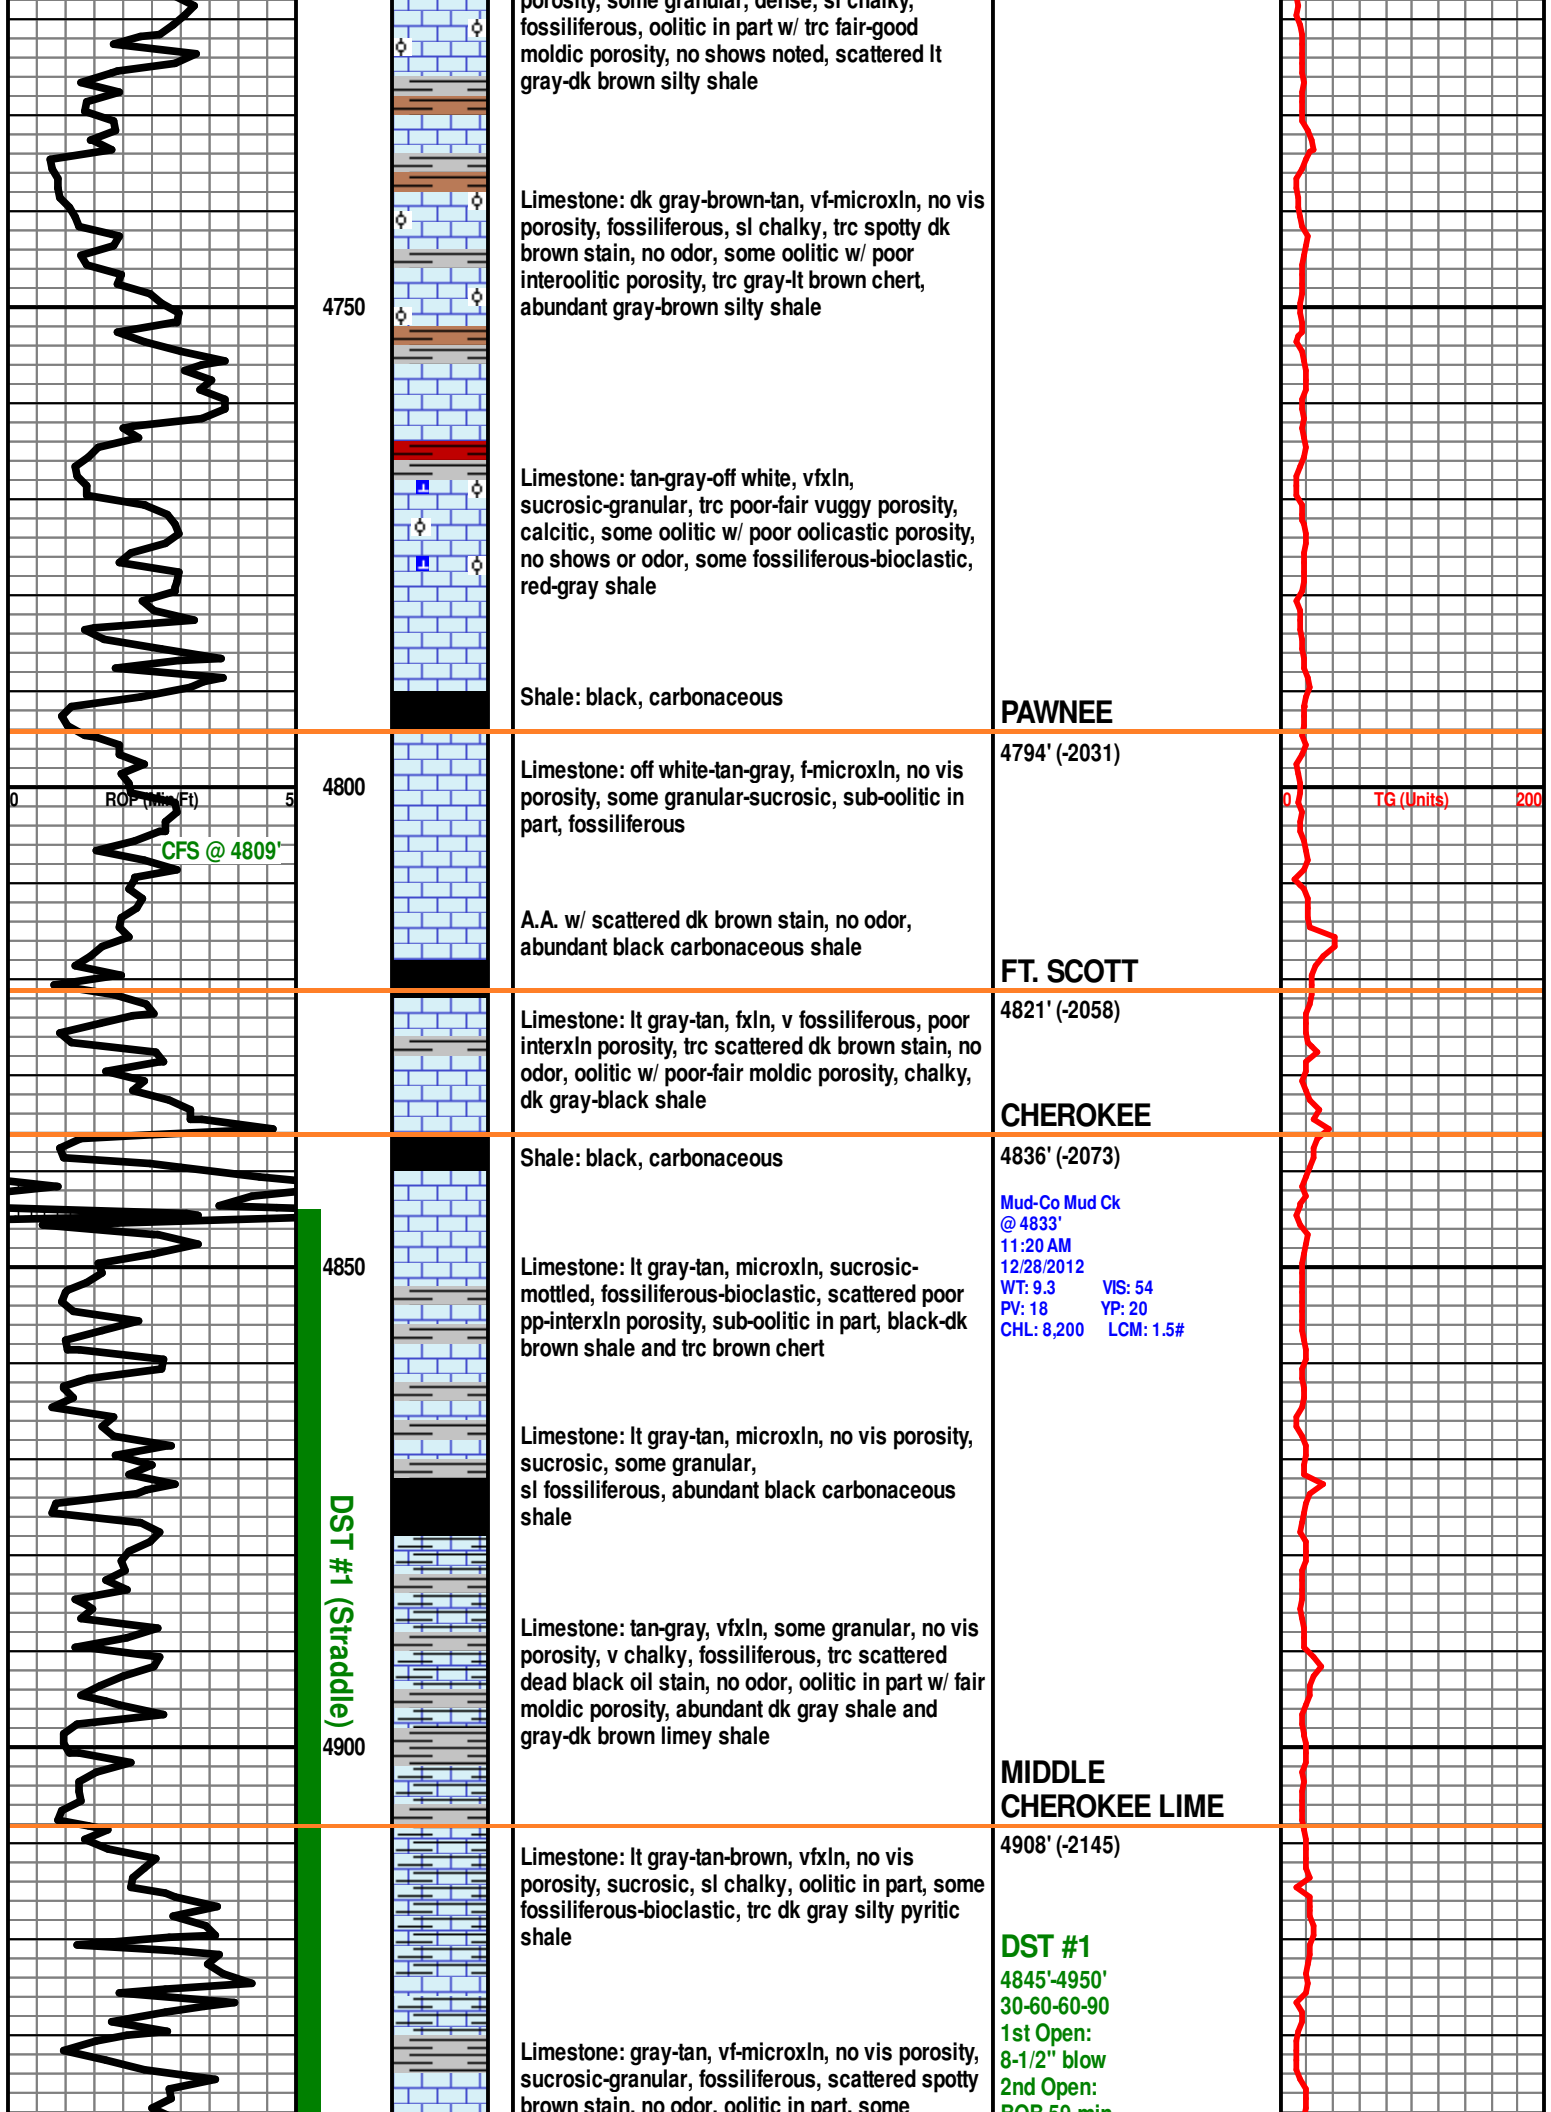 porosity, some granular, dense, sl chalky,
fossiliferous, oolitic in part w/ trc fair-good
moldic porosity, no shows noted, scattered lt
gray-dk brown silty shale
Limestone: dk gray-brown-tan, vf-microxln, no vis
porosity, fossiliferous, sl chalky, trc spotty dk
brown stain, no odor, some oolitic w/ poor
interoolitic porosity, trc gray-lt brown chert,
abundant gray-brown silty shale
4750
Limestone: tan-gray-off white, vfxln,
sucrosic-granular, trc poor-fair vuggy porosity,
calcitic, some oolitic w/ poor oolicastic porosity,
no shows or odor, some fossiliferous-bioclastic,
red-gray shale
Shale: black, carbonaceous
PAWNEE
4794' (-2031)
Limestone: off white-tan-gray, f-microxln, no vis
porosity, some granular-sucrosic, sub-oolitic in
part, fossiliferous
4800
0 ROP (Min/Ft) 5
0 TG (Units) 200
CFS @ 4809'
A.A. w/ scattered dk brown stain, no odor,
abundant black carbonaceous shale
FT. SCOTT
4821' (-2058)
Limestone: lt gray-tan, fxln, v fossiliferous, poor
interxln porosity, trc scattered dk brown stain, no
odor, oolitic w/ poor-fair moldic porosity, chalky,
dk gray-black shale
CHEROKEE
4836' (-2073)
Shale: black, carbonaceous
Mud-Co Mud Ck
@ 4833'
11:20 AM
12/28/2012
WT: 9.3 VIS: 54
PV: 18 YP: 20
CHL: 8,200 LCM: 1.5#
4850
Limestone: lt gray-tan, microxln, sucrosic-
mottled, fossiliferous-bioclastic, scattered poor
pp-interxln porosity, sub-oolitic in part, black-dk
brown shale and trc brown chert
Limestone: lt gray-tan, microxln, no vis porosity,
sucrosic, some granular,
sl fossiliferous, abundant black carbonaceous
shale
DST #1 (Straddle)
Limestone: tan-gray, vfxln, some granular, no vis
porosity, v chalky, fossiliferous, trc scattered
dead black oil stain, no odor, oolitic in part w/ fair
moldic porosity, abundant dk gray shale and
gray-dk brown limey shale
4900
MIDDLE
CHEROKEE LIME
4908' (-2145)
Limestone: lt gray-tan-brown, vfxln, no vis
porosity, sucrosic, sl chalky, oolitic in part, some
fossiliferous-bioclastic, trc dk gray silty pyritic
shale
DST #1
4845'-4950'
30-60-60-90
1st Open:
8-1/2" blow
2nd Open:
BOB 50 min
Limestone: gray-tan, vf-microxln, no vis porosity,
sucrosic-granular, fossiliferous, scattered spotty
brown stain, no odor, oolitic in part, some